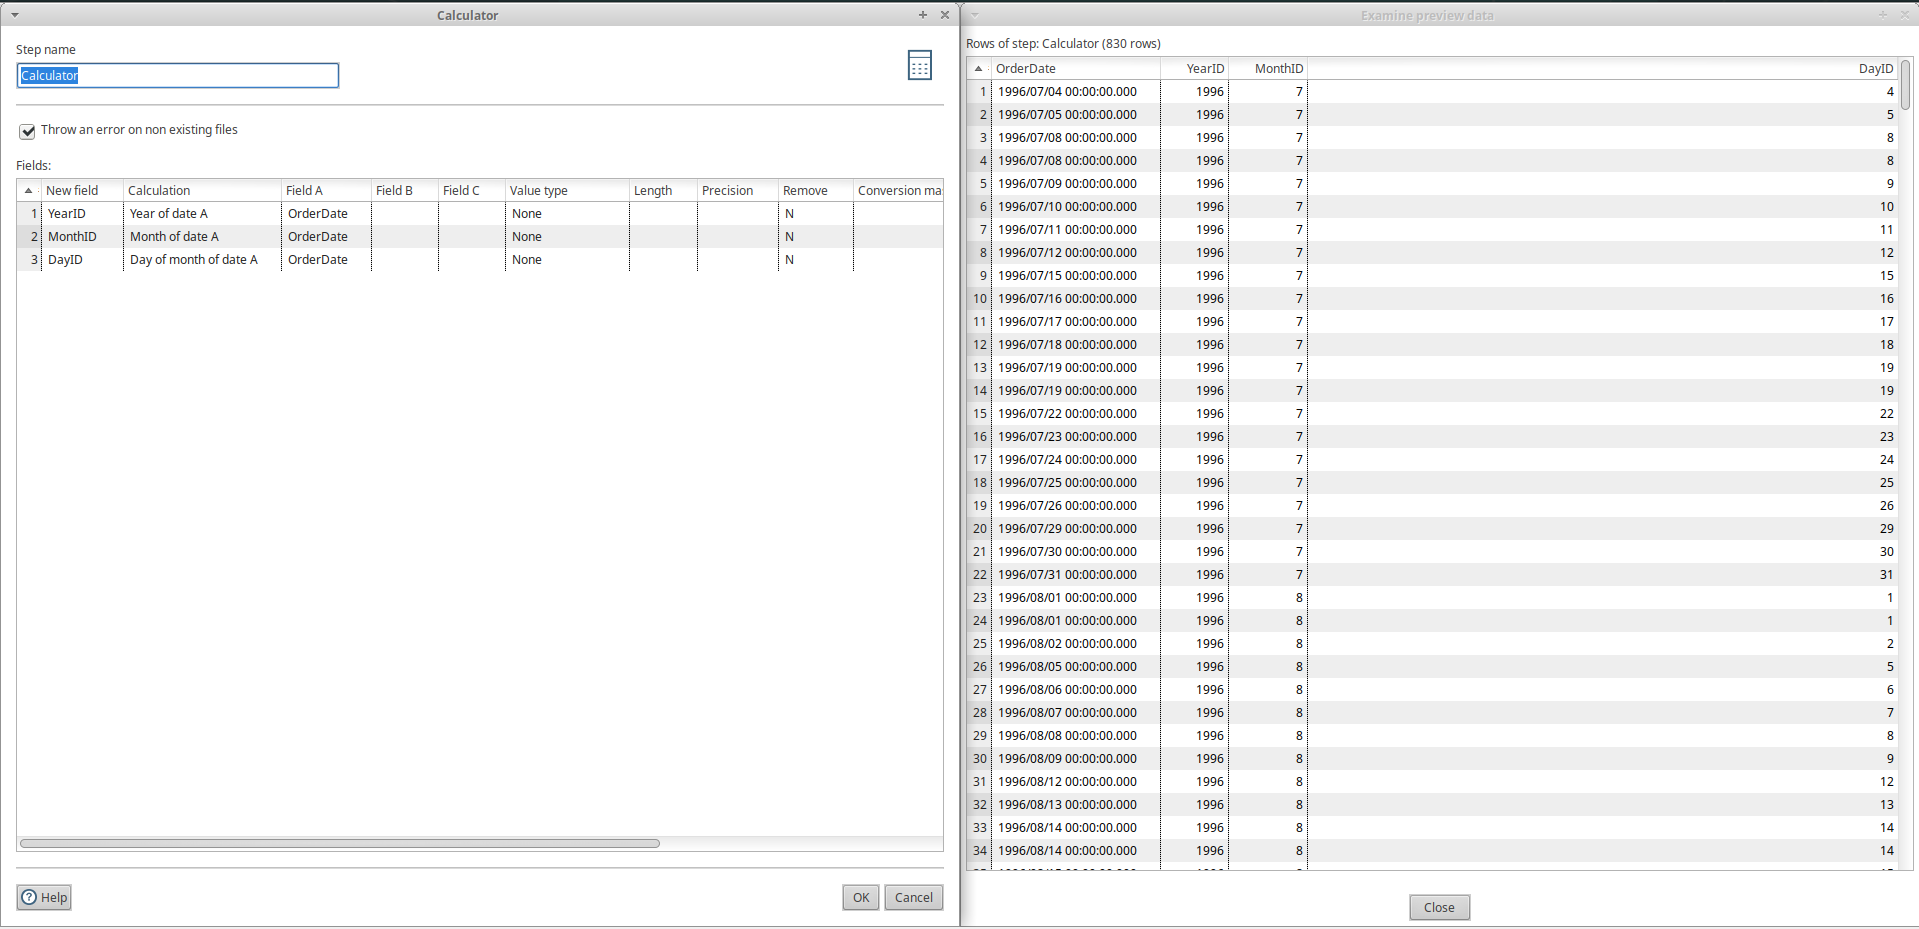 Calculator
Step name
Calculator
Throw an error on non existing files
Fields:
New field Calculation Field A Field B Field C Value type Length Precision Remove Conversion ma
1 YearID Year of date A OrderDate None N
2 MonthID Month of date A OrderDate None N
3 DayID Day of month of date A OrderDate None N
Help OK Cancel
Examine preview data
Rows of step: Calculator (830 rows)
OrderDate YearID MonthID DayID
1 1996/07/04 00:00:00.000 1996 7 4
2 1996/07/05 00:00:00.000 1996 7 5
3 1996/07/08 00:00:00.000 1996 7 8
4 1996/07/08 00:00:00.000 1996 7 8
5 1996/07/09 00:00:00.000 1996 7 9
6 1996/07/10 00:00:00.000 1996 7 10
7 1996/07/11 00:00:00.000 1996 7 11
8 1996/07/12 00:00:00.000 1996 7 12
9 1996/07/15 00:00:00.000 1996 7 15
10 1996/07/16 00:00:00.000 1996 7 16
11 1996/07/17 00:00:00.000 1996 7 17
12 1996/07/18 00:00:00.000 1996 7 18
13 1996/07/19 00:00:00.000 1996 7 19
14 1996/07/19 00:00:00.000 1996 7 19
15 1996/07/22 00:00:00.000 1996 7 22
16 1996/07/23 00:00:00.000 1996 7 23
17 1996/07/24 00:00:00.000 1996 7 24
18 1996/07/25 00:00:00.000 1996 7 25
19 1996/07/26 00:00:00.000 1996 7 26
20 1996/07/29 00:00:00.000 1996 7 29
21 1996/07/30 00:00:00.000 1996 7 30
22 1996/07/31 00:00:00.000 1996 7 31
23 1996/08/01 00:00:00.000 1996 8 1
24 1996/08/01 00:00:00.000 1996 8 1
25 1996/08/02 00:00:00.000 1996 8 2
26 1996/08/05 00:00:00.000 1996 8 5
27 1996/08/06 00:00:00.000 1996 8 6
28 1996/08/07 00:00:00.000 1996 8 7
29 1996/08/08 00:00:00.000 1996 8 8
30 1996/08/09 00:00:00.000 1996 8 9
31 1996/08/12 00:00:00.000 1996 8 12
32 1996/08/13 00:00:00.000 1996 8 13
33 1996/08/14 00:00:00.000 1996 8 14
34 1996/08/14 00:00:00.000 1996 8 14
Close